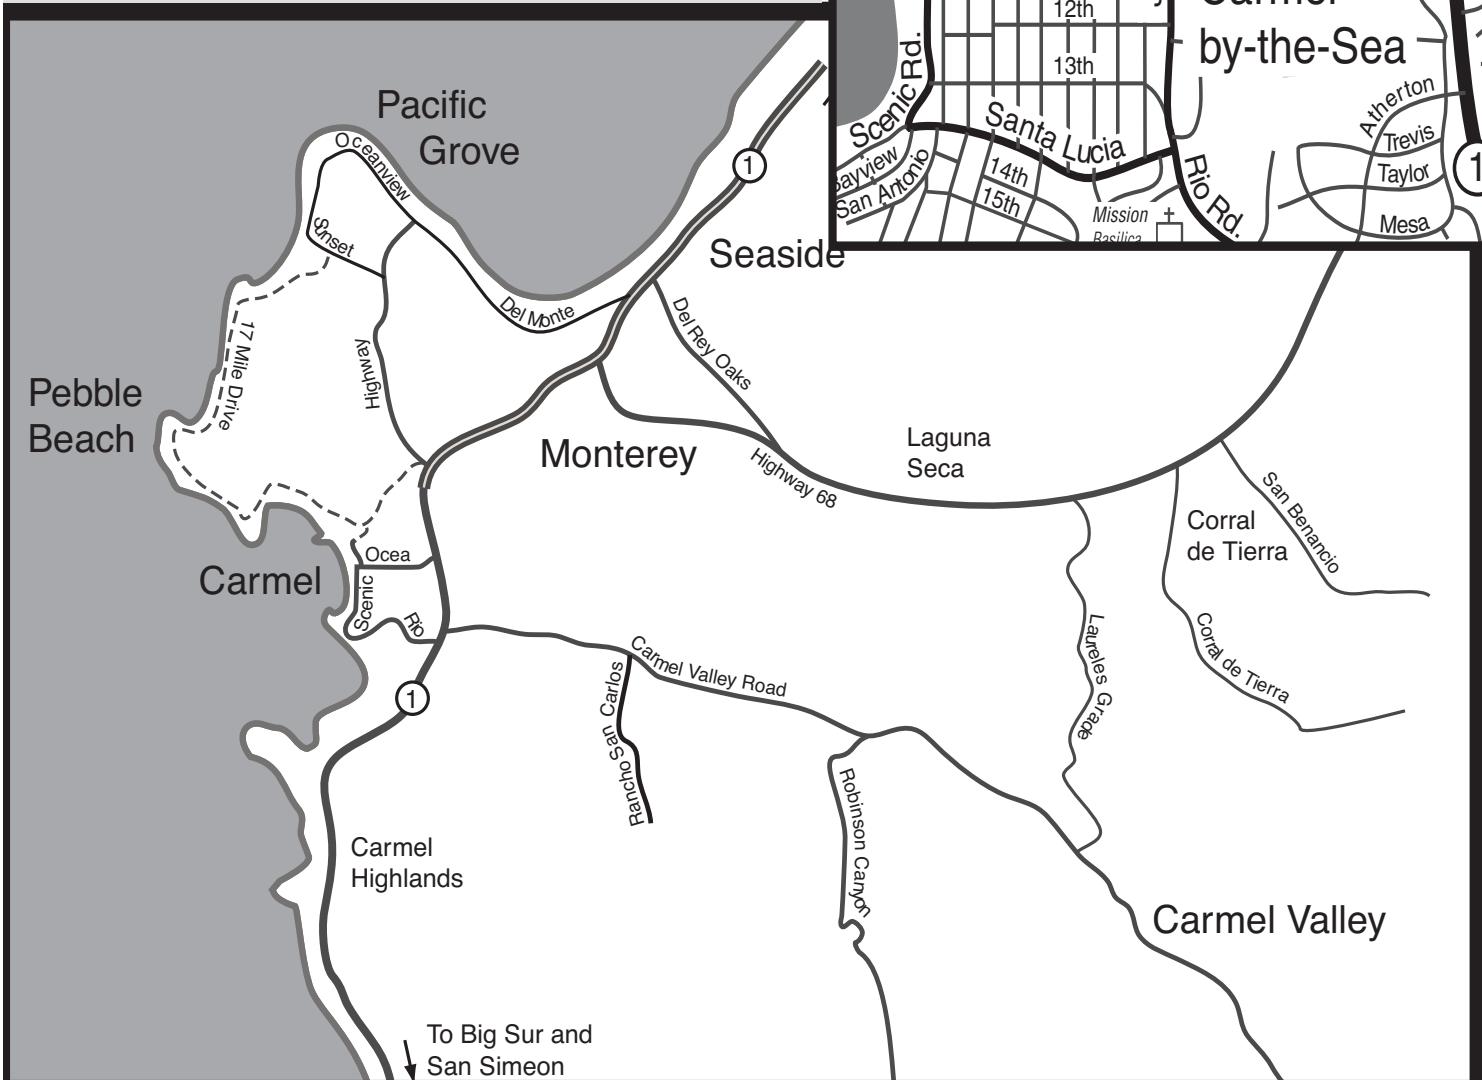 12th
by-the-Sea
13th
Scenic Rd.
Santa Lucia
Atherton
Trevis
Taylor
Mesa
1
Rio Rd.
Bayview
San Antonio
14th
15th
Mission
Basilica
Pacific
Grove
Oceanview
Sunset
1
Seaside
Del Monte
Del Rey Oaks
17 Mile Drive
Highway
Pebble
Beach
Monterey
Highway 68
Laguna
Seca
San Benancio
Corral
de Tierra
Corral de Tierra
Laureles Grade
Carmel
Ocea
Scenic
Rio
Carmel Valley Road
Rancho San Carlos
1
Robinson Canyon
Carmel
Highlands
Carmel Valley
To Big Sur and
San Simeon